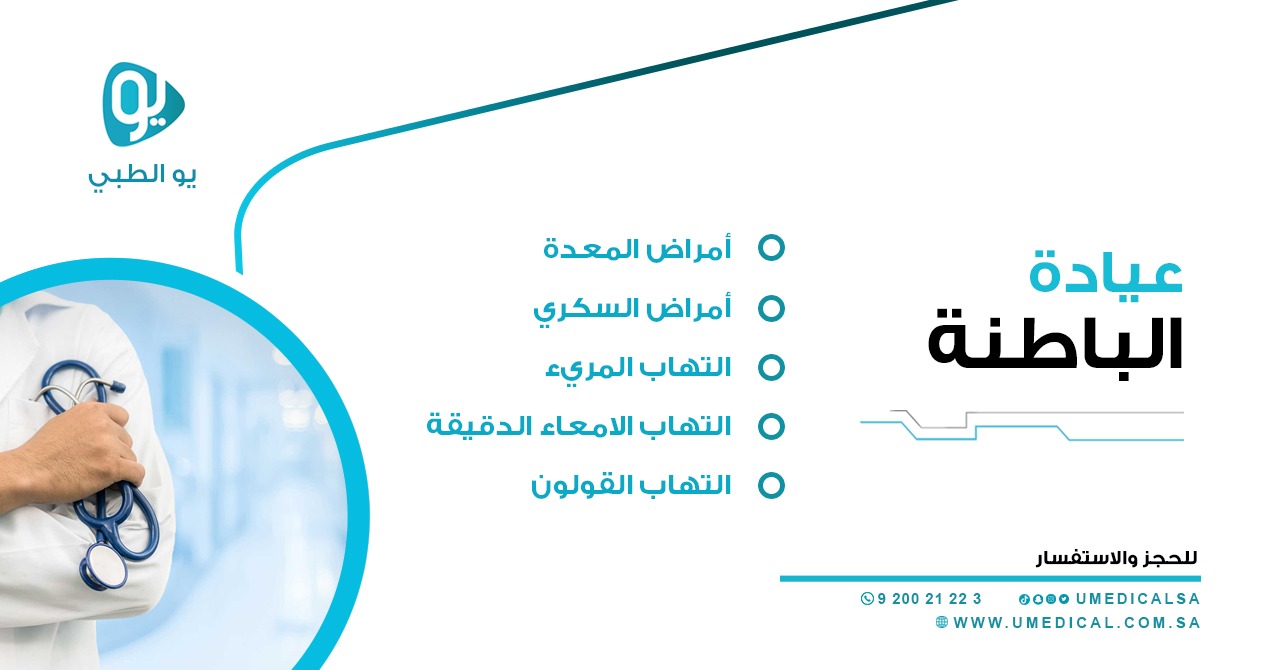 يو
يو الطبي
عيادة
الباطنة
أمراض المعدة
أمراض السكري
التهاب المريء
التهاب الامعاء الدقيقة
التهاب القولون
للحجز والاستفسار
9 200 21 22 3 UMEDICALSA
WWW.UMEDICAL.COM.SA